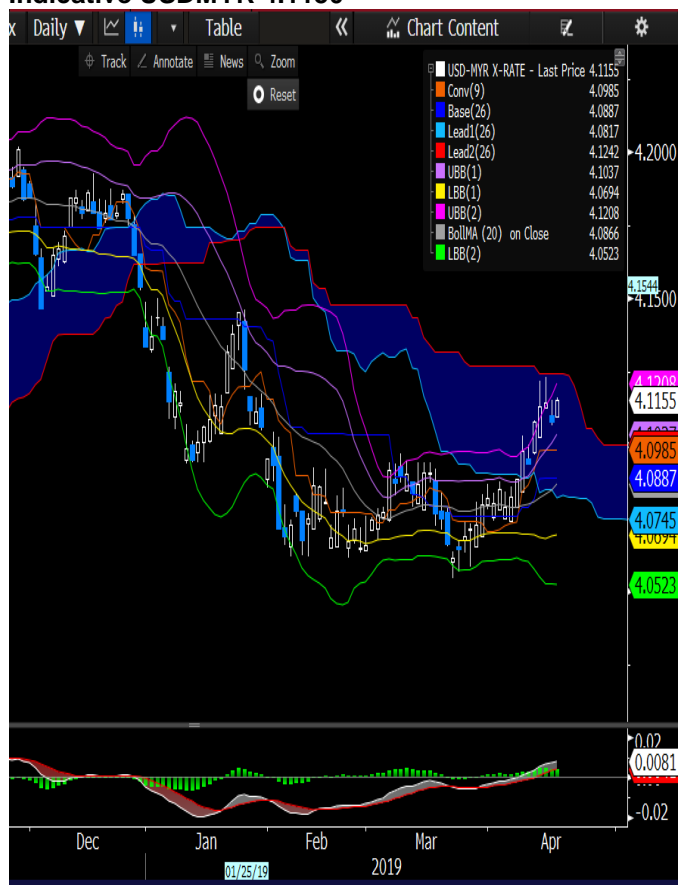 x Daily ▼ Table « Chart Content
Track Annotate News Zoom
Reset
USD-MYR X-RATE - Last Price 4.1155
Conv(9) 4.0985
Base(26) 4.0887
Lead1(26) 4.0817
Lead2(26) 4.1242
UBB(1) 4.1037
LBB(1) 4.0694
UBB(2) 4.1208
BollMA (20) on Close 4.0866
LBB(2) 4.0523
4.2000
4.1544
4.1500
4.1208
4.1155
4.0985
4.0887
4.0745
4.0694
4.0523
0.02
0.0081
-0.02
Dec Jan Feb Mar Apr
01/25/19 2019